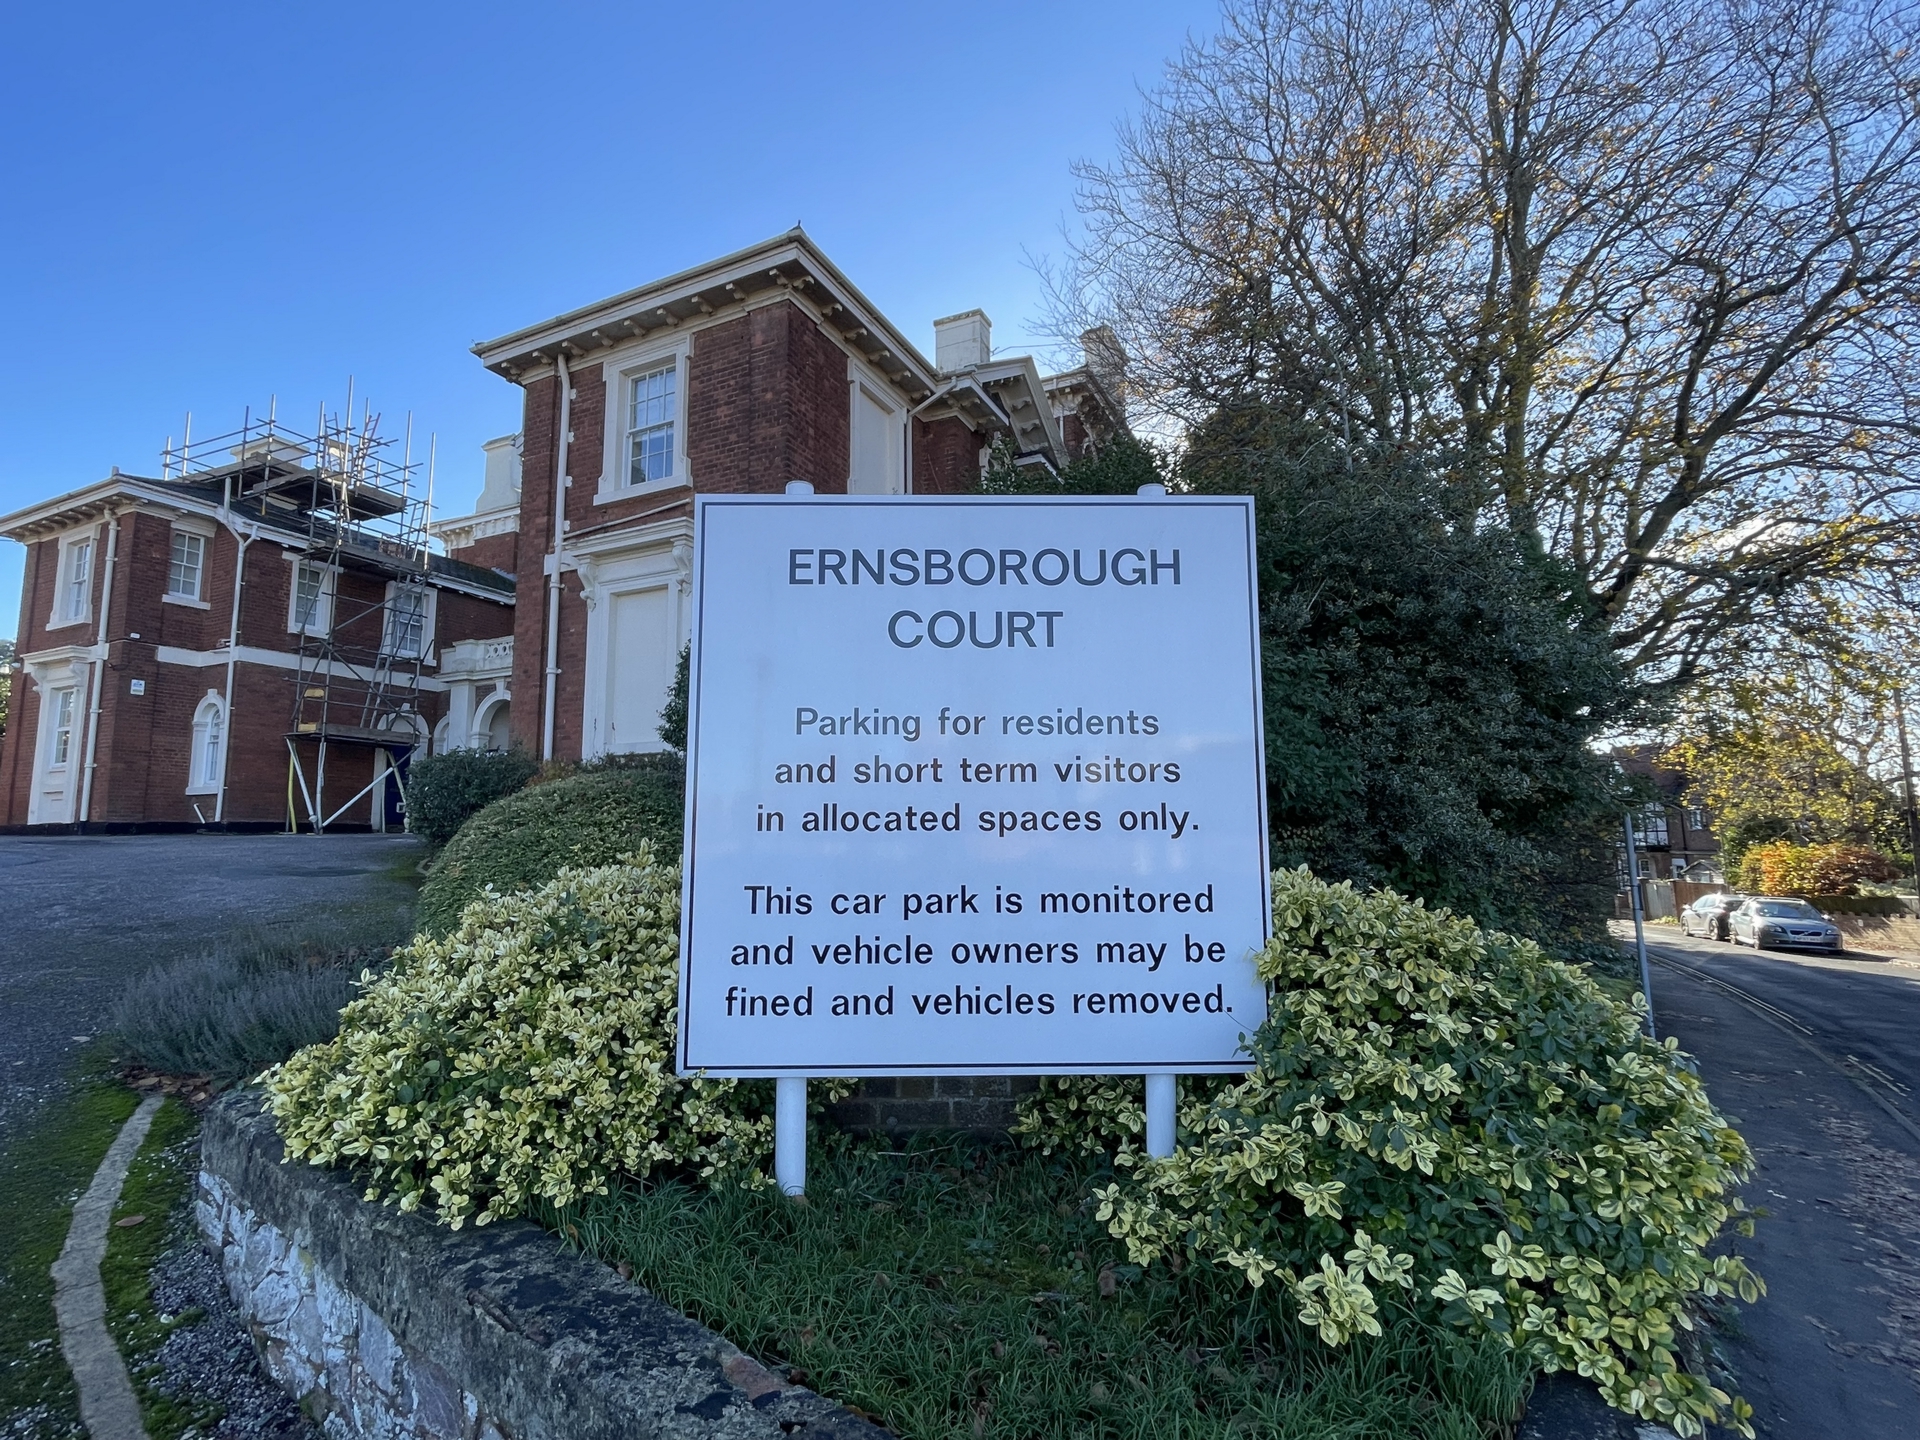 ERNSBOROUGH
COURT
Parking for residents
and short term visitors
in allocated spaces only.
This car park is monitored
and vehicle owners may be
fined and vehicles removed.